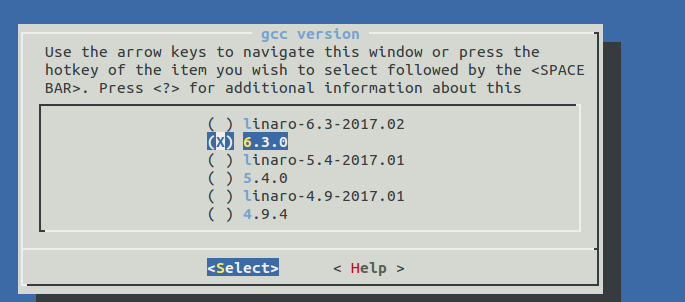 gcc version
Use the arrow keys to navigate this window or press the
hotkey of the item you wish to select followed by the <SPACE
BAR>. Press <?> for additional information about this
( ) linaro-6.3-2017.02
(X) 6.3.0
( ) linaro-5.4-2017.01
( ) 5.4.0
( ) linaro-4.9-2017.01
( ) 4.9.4
<Select> < Help >